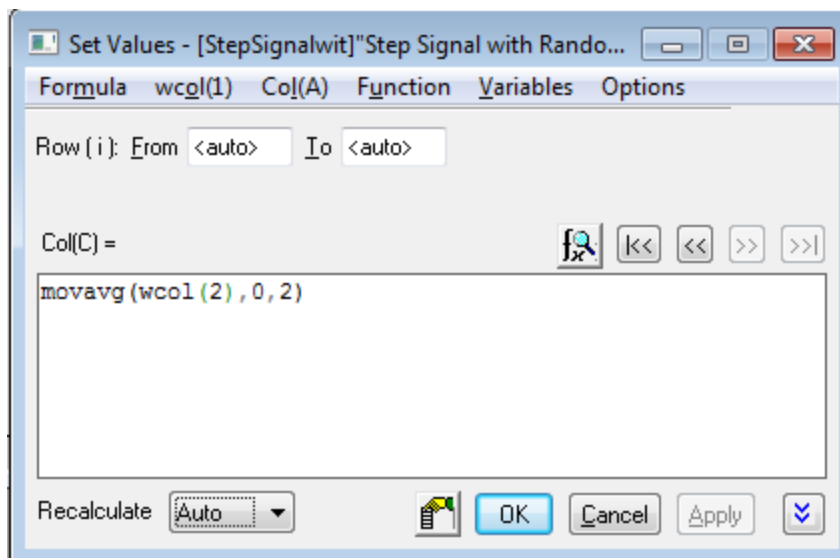 Set Values - [StepSignalwit]"Step Signal with Rando...
Formula wcol(1) Col(A) Function Variables Options
Row (i): From <auto> To <auto>
Col(C) =
fx |<< << >> >>|
movavg(wcol(2),0,2)
Recalculate Auto OK Cancel Apply